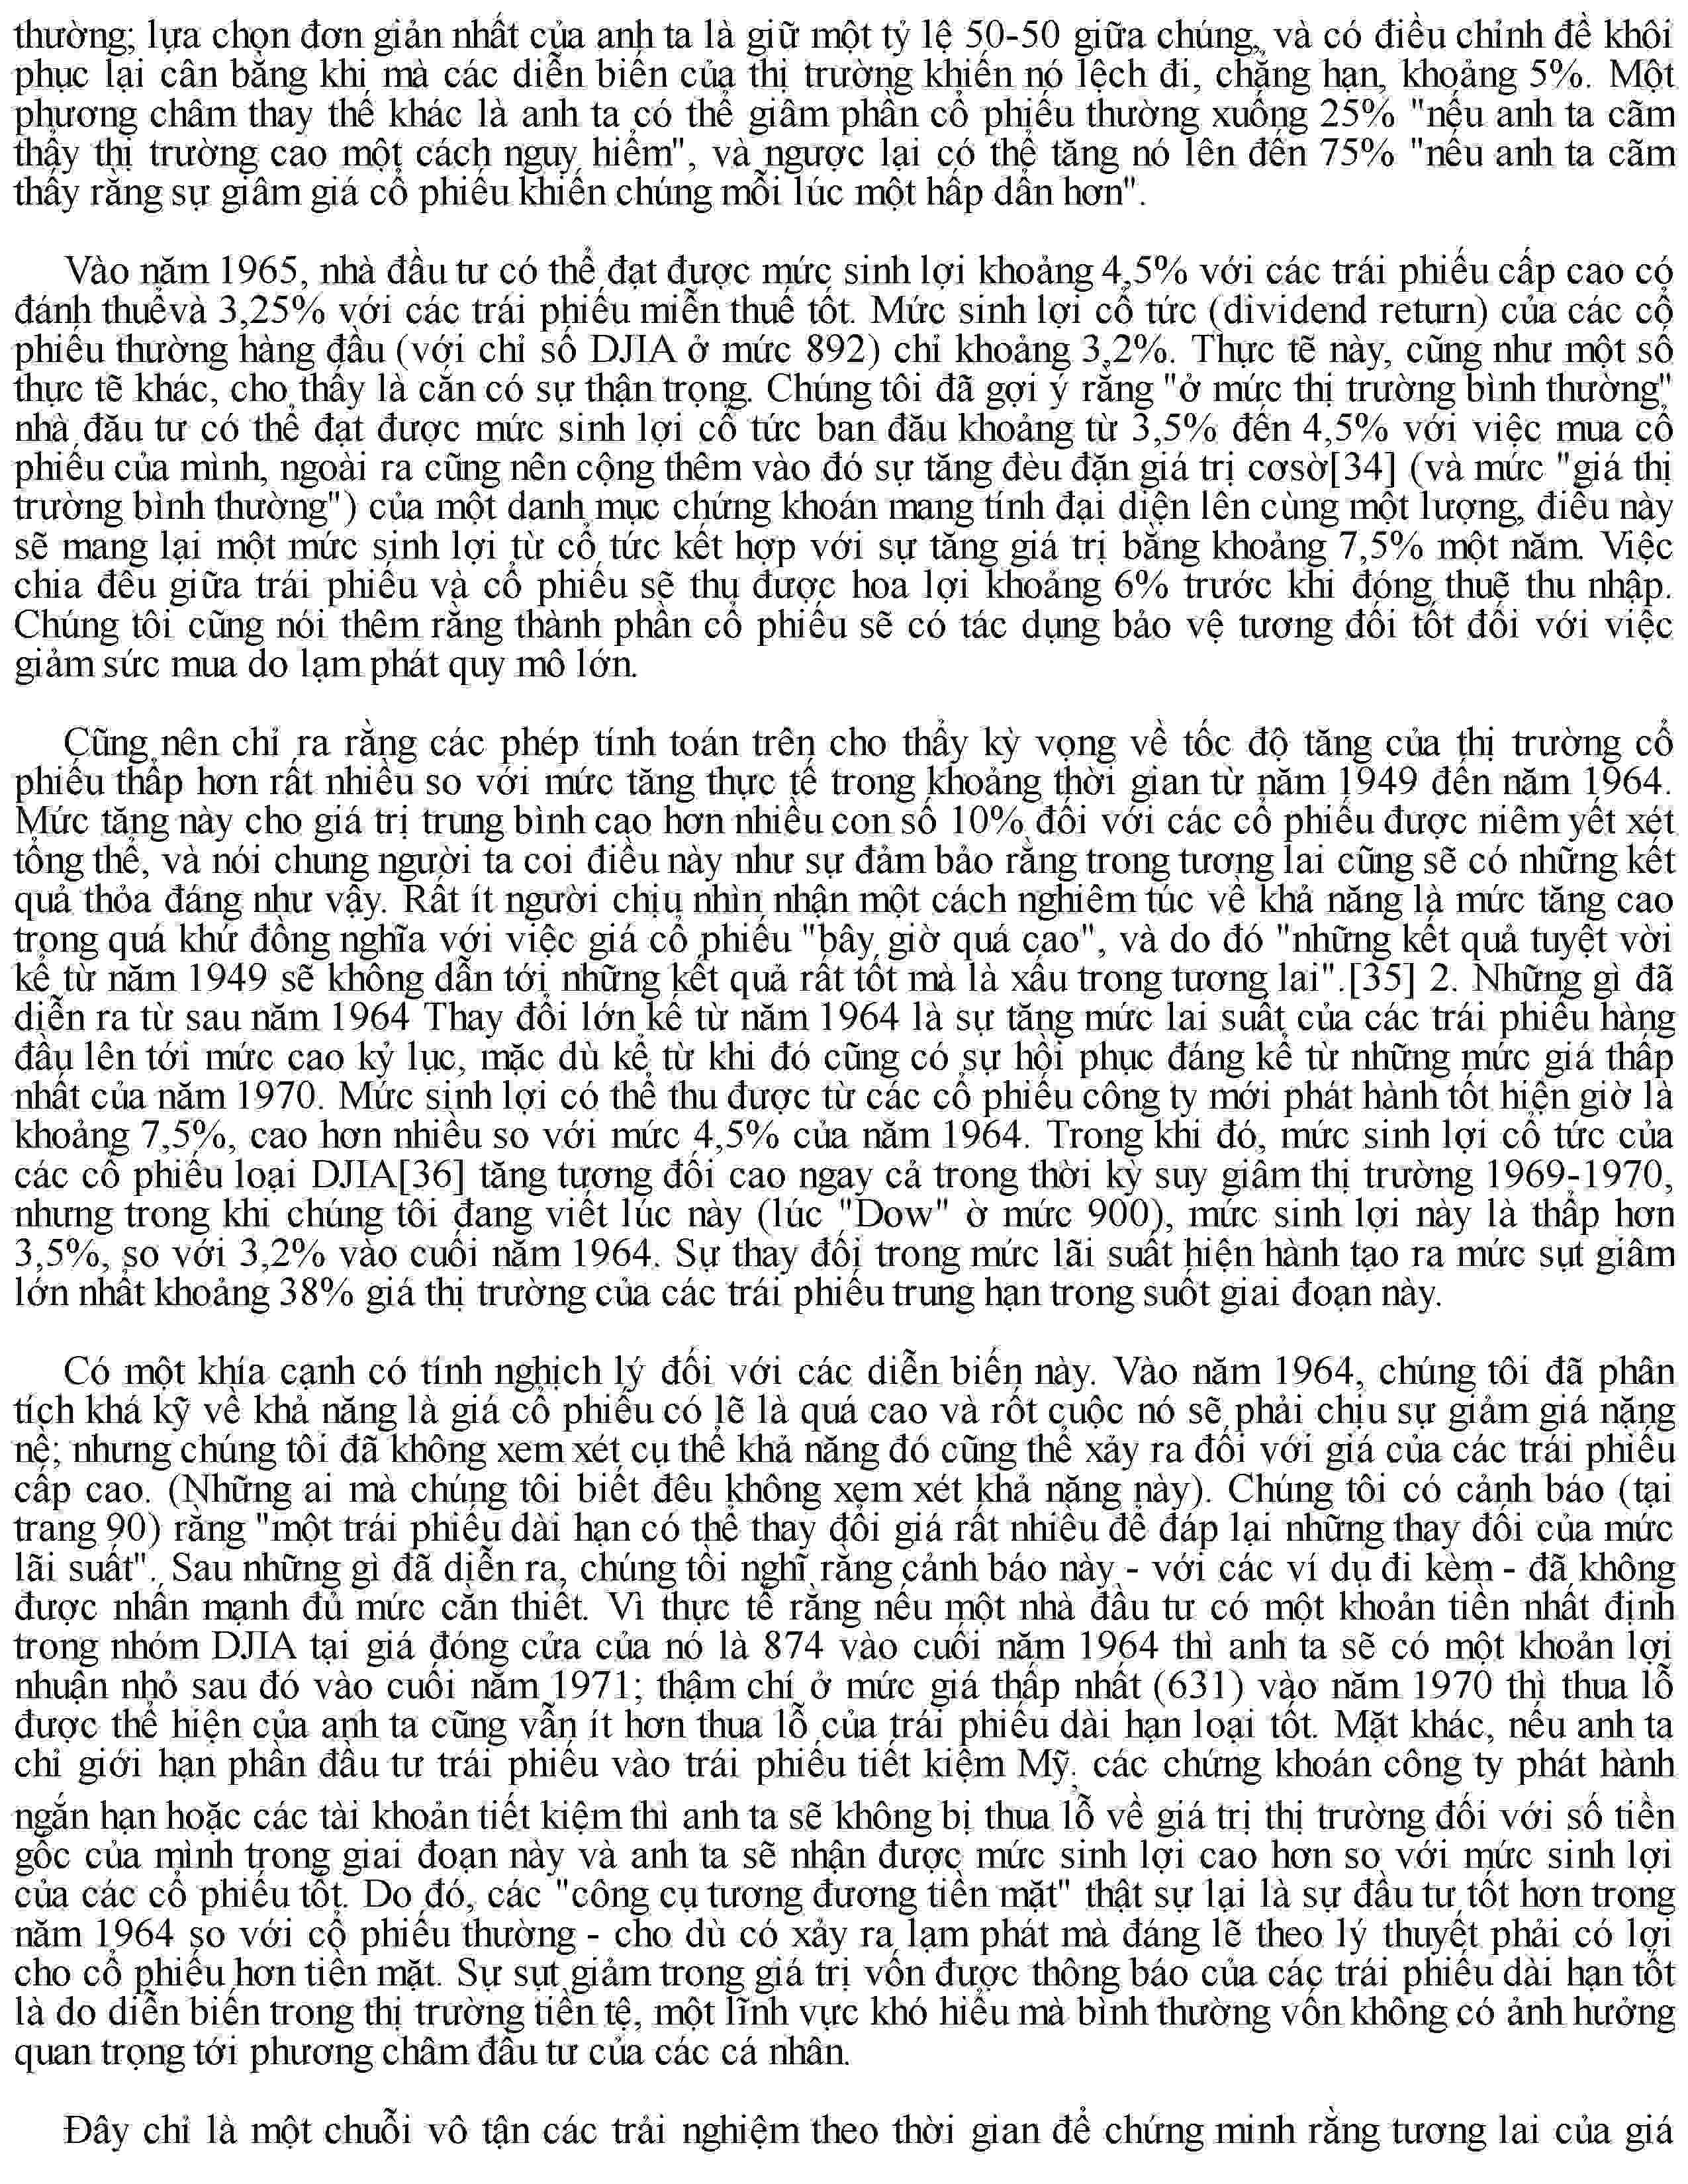 thường; lựa chọn đơn giản nhất của anh ta là giữ một tỷ lệ 50-50 giữa chúng, và có điều chỉnh đề khôi
phục lại cân bằng khi mà các diễn biến của thị trường khiến nó lệch đi, chẳng hạn, khoảng 5%. Một
phương châm thay thế khác là anh ta có thể giâm phần cổ phiếu thường xuống 25% "nếu anh ta cãm
thẩy thị trường cao một cách nguy hiểm", và ngược lại có thể tăng nó lên đến 75% "nếu anh ta cãm
thấy rằng sự giâm giá cổ phiếu khiến chúng mỗi lúc một hấp dẫn hơn".
Vào năm 1965, nhà đầu tư có thể đạt được mức sinh lợi khoảng 4,5% với các trái phiếu cấp cao có
đánh thuếvà 3,25% với các trái phiếu miễn thuế tốt. Mức sinh lợi cổ tức (dividend return) của các cổ
phiếu thường hàng đầu (với chỉ số DJIA ở mức 892) chỉ khoảng 3,2%. Thực tẽ này, cũng như một số
thực tẽ khác, cho thấy là cẳn có sự thận trọng. Chúng tôi đã gợi ý rằng "ở mức thị trường bình thường"
nhà đău tư có thể đạt được mức sinh lợi cổ tức ban đău khoảng từ 3,5% đến 4,5% với việc mua cổ
phiếu của mình, ngoài ra cũng nên cộng thêm vào đó sự tăng đèu đặn giá trị cơsờ[34] (và mức "giá thị
trường bình thường") của một danh mục chứng khoán mang tính đại diện lên cùng một lượng, điều này
sẽ mang lại một mức sinh lợi từ cổ tức kết hợp với sự tăng giá trị bằng khoảng 7,5% một năm. Việc
chia đều giữa trái phiếu và cổ phiếu sẽ thu được hoa lợi khoảng 6% trước khi đóng thuẽ thu nhập.
Chúng tôi cũng nói thêm rằng thành phần cổ phiếu sẽ có tác dụng bảo vệ tương đối tốt đối với việc
giảm sức mua do lạm phát quy mô lớn.
Cũng nên chỉ ra rằng các phép tính toán trên cho thẩy kỳ vọng về tốc độ tăng của thị trường cổ
phiếu thấp hơn rất nhiều so với mức tăng thực tế trong khoảng thời gian từ năm 1949 đến năm 1964.
Mức tăng này cho giá trị trung bình cao hơn nhiều con số 10% đối với các cổ phiếu được niêm yết xét
tổng thể, và nói chung người ta coi điều này như sự đảm bảo rằng trong tương lai cũng sẽ có những kết
quả thỏa đáng như vậy. Rất ít người chịu nhìn nhận một cách nghiêm túc về khả năng là mức tăng cao
trong quá khứ đồng nghĩa với việc giá cổ phiếu "bây giờ quá cao", và do đó "những kết quả tuyệt vời
kể từ năm 1949 sẽ không dẫn tới những kết quả rất tốt mà là xấu trong tương lai".[35] 2. Những gì đã
diễn ra từ sau năm 1964 Thay đổi lớn kể từ năm 1964 là sự tăng mức lai suất của các trái phiếu hàng
đầu lên tới mức cao kỷ lục, mặc dù kể từ khi đó cũng có sự hồi phục đáng kể từ những mức giá thấp
nhất của năm 1970. Mức sinh lợi có thể thu được từ các cổ phiếu công ty mới phát hành tốt hiện giờ là
khoảng 7,5%, cao hơn nhiều so với mức 4,5% của năm 1964. Trong khi đó, mức sinh lợi cổ tức của
các cổ phiếu loại DJIA[36] tăng tương đối cao ngay cả trong thời kỳ suy giâm thị trường 1969-1970,
nhưng trong khi chúng tôi đang viết lúc này (lúc "Dow" ờ mức 900), mức sinh lợi này là thấp hơn
3,5%, so với 3,2% vào cuối năm 1964. Sự thay đổi trong mức lãi suất hiện hành tạo ra mức sụt giâm
lớn nhất khoảng 38% giá thị trường của các trái phiếu trung hạn trong suốt giai đoạn này.
Có một khía cạnh có tính nghịch lý đối với các diễn biến này. Vào năm 1964, chúng tôi đã phân
tích khá kỹ về khả năng là giá cổ phiếu có lẽ là quá cao và rốt cuộc nó sẽ phải chịu sự giảm giá nặng
nề; nhưng chúng tôi đã không xem xét cụ thể khả năng đó cũng thể xảy ra đối với giá của các trái phiếu
cấp cao. (Những ai mà chúng tôi biết đêu không xem xét khả năng này). Chúng tôi có cảnh báo (tại
trang 90) rằng "một trái phiếu dài hạn có thể thay đổi giá rất nhiều để đáp lại những thay đổi của mức
lãi suất". Sau những gì đã diễn ra, chúng tồi nghĩ rằng cảnh báo này - với các ví dụ đi kèm - đã không
được nhấn mạnh đủ mức cần thiết. Vì thực tế rằng nếu một nhà đầu tư có một khoản tiền nhất định
trong nhóm DJIA tại giá đóng cửa của nó là 874 vào cuối năm 1964 thì anh ta sẽ có một khoản lợi
nhuận nhỏ sau đó vào cuối năm 1971; thậm chí ở mức giá thấp nhất (631) vào năm 1970 thì thua lỗ
được thể hiện của anh ta cũng vẫn ít hơn thua lỗ của trái phiếu dài hạn loại tốt. Mặt khác, nếu anh ta
chỉ giới hạn phần đầu tư trái phiếu vào trái phiếu tiết kiệm Mỹ, các chứng khoán công ty phát hành
ngắn hạn hoặc các tài khoản tiết kiệm thì anh ta sẽ không bị thua lỗ về giá trị thị trường đối với số tiền
gốc của mình trong giai đoạn này và anh ta sẽ nhận được mức sinh lợi cao hơn so với mức sinh lợi
của các cổ phiếu tốt. Do đó, các "công cụ tương đương tiền mặt" thật sự lại là sự đầu tư tốt hơn trong
năm 1964 so với cổ phiếu thường - cho dù có xảy ra lạm phát mà đáng lẽ theo lý thuyết phải có lợi
cho cổ phiếu hơn tiền mặt. Sự sụt giảm trong giá trị vốn được thông báo của các trái phiếu dài hạn tốt
là do diễn biến trong thị trường tiền tệ, một lĩnh vực khó hiểu mà bình thường vốn không có ảnh hưởng
quan trọng tới phương châm đầu tư của các cá nhân.
Đây chỉ là một chuỗi vô tận các trải nghiệm theo thời gian để chứng minh rằng tương lai của giá